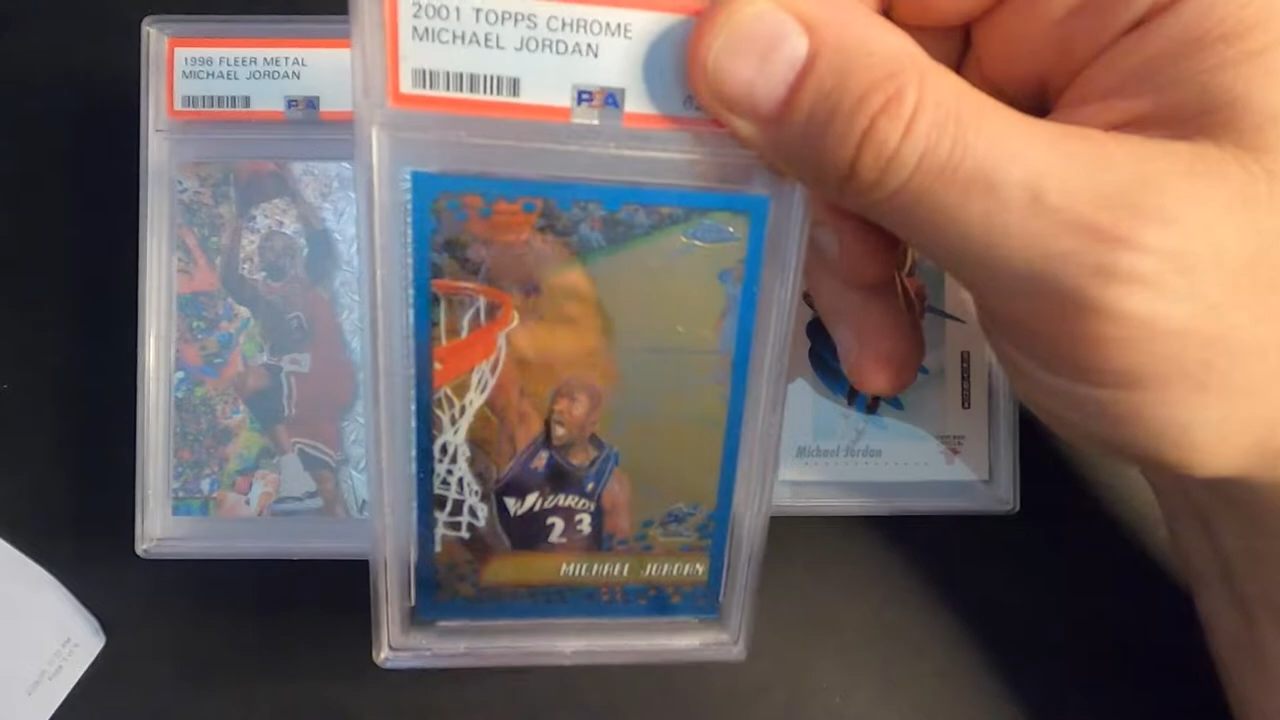 1996 FLEER METAL
MICHAEL JORDAN
PSA
2001 TOPPS CHROME
MICHAEL JORDAN
PSA
WIZARDS
23
MICHAEL JORDAN
Michael Jordan